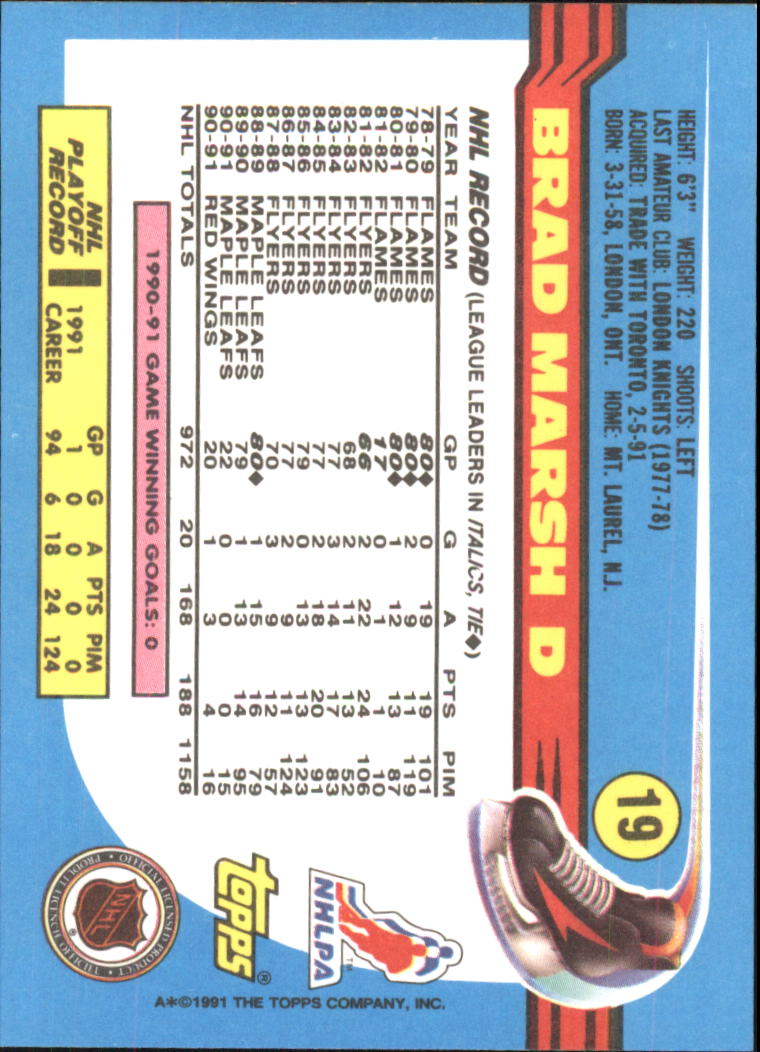 HEIGHT: 6'3" WEIGHT: 220 SHOOTS: LEFT
LAST AMATEUR CLUB: LONDON KNIGHTS (1977-78)
ACQUIRED: TRADE WITH TORONTO, 2-5-91
BORN: 3-31-58, LONDON, ONT. HOME: MT. LAUREL, N.J.
19
BRAD MARSH D
NHL RECORD (LEAGUE LEADERS IN ITALICS, TIE◆)
YEAR TEAM GP G A PTS PIM
78-79 FLAMES 80◆ 0 19 19 101
79-80 FLAMES 80◆ 2 9 11 119
80-81 FLAMES 80◆ 1 12 13 87
81-82 FLAMES 17 0 1 1 10
81-82 FLYERS 66 2 22 24 106
82-83 FLYERS 68 2 11 13 52
83-84 FLYERS 77 3 14 17 83
84-85 FLYERS 77 2 18 20 91
85-86 FLYERS 79 0 13 13 123
86-87 FLYERS 77 2 9 11 124
87-88 FLYERS 70 3 9 12 57
88-89 MAPLE LEAFS 80◆ 1 15 16 79
89-90 MAPLE LEAFS 79 1 13 14 95
90-91 MAPLE LEAFS 22 0 0 0 15
90-91 RED WINGS 20 1 3 4 16
NHL TOTALS 972 20 168 188 1158
1990-91 GAME WINNING GOALS: 0
NHL PLAYOFF RECORD
GP G A PTS PIM
1991 1 0 0 0 0
CAREER 94 6 18 24 124
NHLPA ™
TOPPS ®
OFFICIAL LICENSED PRODUCT • PRODUIT LICENCIÉ OFFICIEL •
NHL ®
A*©1991 THE TOPPS COMPANY, INC.